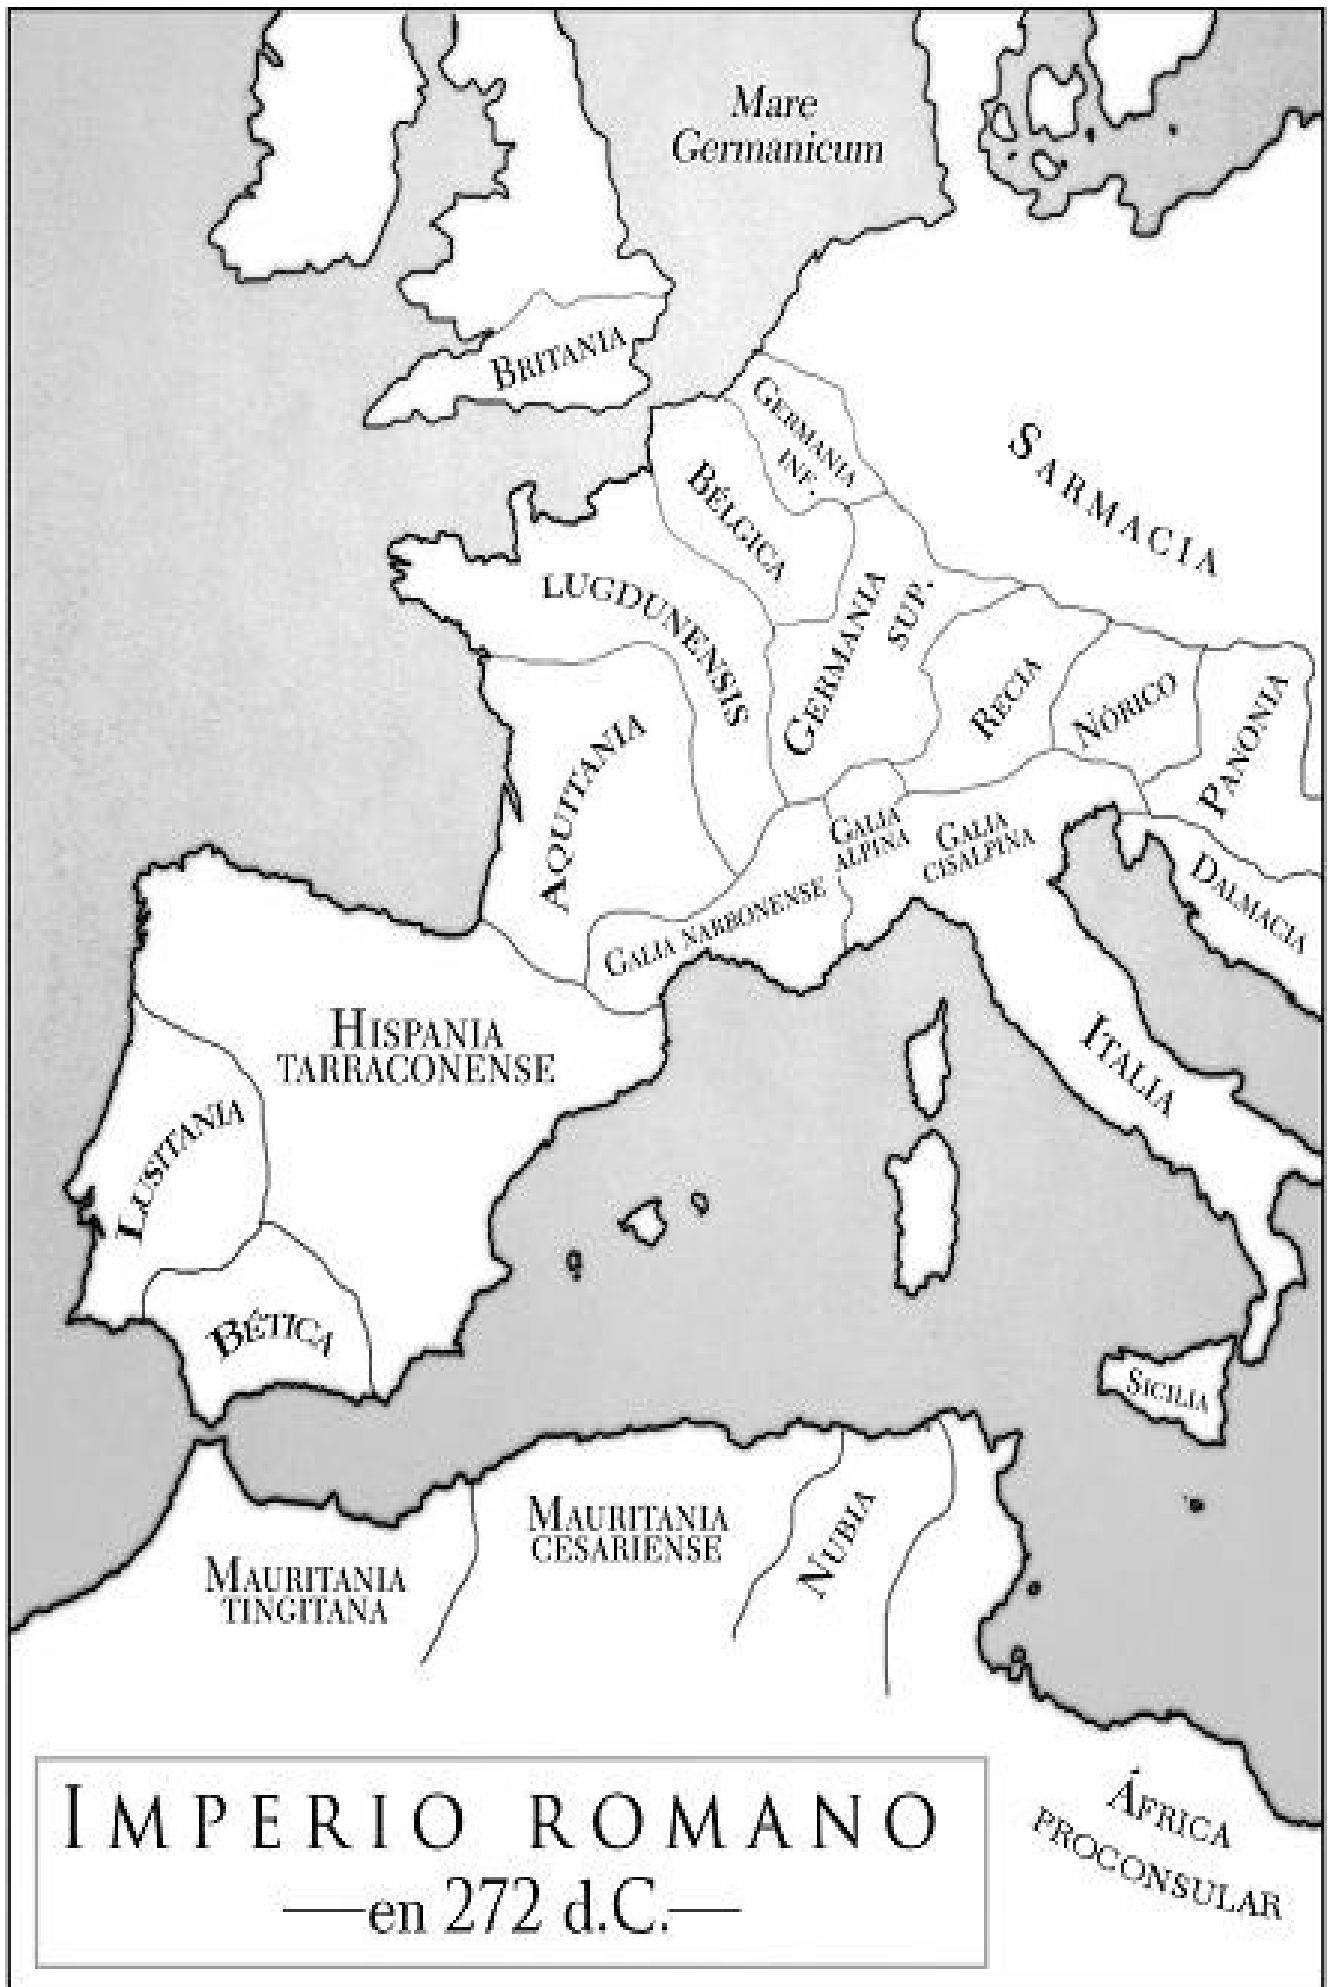 Mare
Germanicum
BRITANIA
GERMANIA
INF.
SARMACIA
BÉLGICA
LUGDUNENSIS
GERMANIA
SUP.
RECIA
NÓRICO
PANONIA
AQUITANIA
GALIA
ALPINA
GALIA
CISALPINA
DALMACIA
GALIA NARBONENSE
HISPANIA
TARRACONENSE
ITALIA
LUSITANIA
BÉTICA
SICILIA
MAURITANIA
CESARIENSE
NUBIA
MAURITANIA
TINGITANA
IMPERIO ROMANO
—en 272 d.C.—
ÁFRICA
PROCONSULAR